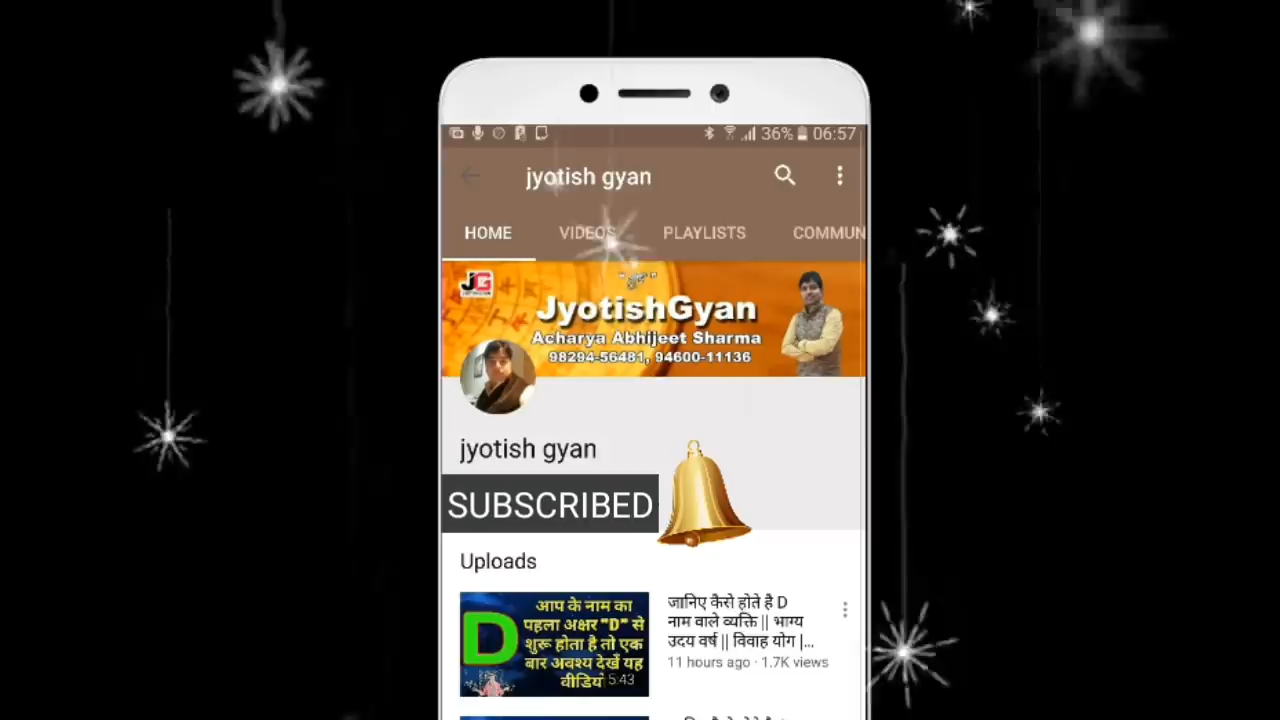 36% 06:57
jyotish gyan
HOME VIDEOS PLAYLISTS COMMUN
JG
JyotishGyan
Acharya Abhijeet Sharma
98294-56481, 94600-11136
jyotish gyan
SUBSCRIBED
Uploads
आप के नाम का
पहला अक्षर "D" से
शुरू होता है तो एक
बार अवश्य देखें यह
वीडियो
D
5:43
जानिए कैसे होते है D
नाम वाले व्यक्ति || भाग्य
उदय वर्ष || विवाह योग |...
11 hours ago · 1.7K views